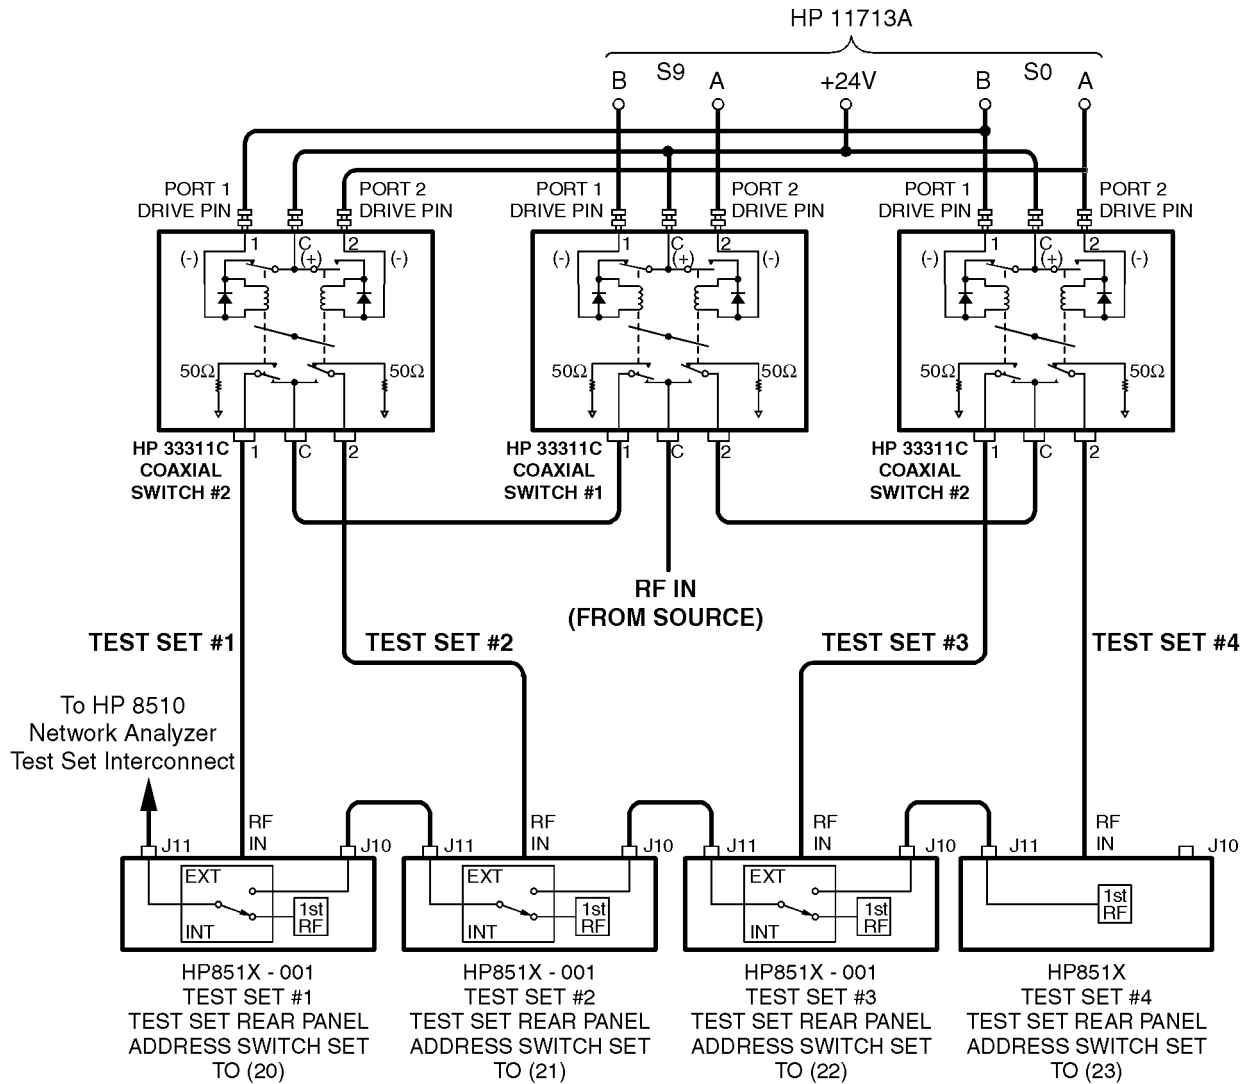 HP 11713A
B S9 A +24V B S0 A
PORT 1
DRIVE PIN
PORT 2
DRIVE PIN
PORT 1
DRIVE PIN
PORT 2
DRIVE PIN
PORT 1
DRIVE PIN
PORT 2
DRIVE PIN
1 C 2
(-) (+) (-)
50Ω 50Ω
1 C 2
(-) (+) (-)
50Ω 50Ω
1 C 2
(-) (+) (-)
50Ω 50Ω
HP 33311C
COAXIAL
SWITCH #2
1 C 2
HP 33311C
COAXIAL
SWITCH #1
1 C 2
HP 33311C
COAXIAL
SWITCH #2
1 C 2
RF IN
(FROM SOURCE)
TEST SET #1
TEST SET #2
TEST SET #3
TEST SET #4
To HP 8510
Network Analyzer
Test Set Interconnect
J11
RF
IN
J10
J11
RF
IN
J10
J11
RF
IN
J10
J11
RF
IN
J10
EXT
INT
1st
RF
EXT
INT
1st
RF
EXT
INT
1st
RF
1st
RF
HP851X - 001
TEST SET #1
TEST SET REAR PANEL
ADDRESS SWITCH SET
TO (20)
HP851X - 001
TEST SET #2
TEST SET REAR PANEL
ADDRESS SWITCH SET
TO (21)
HP851X - 001
TEST SET #3
TEST SET REAR PANEL
ADDRESS SWITCH SET
TO (22)
HP851X
TEST SET #4
TEST SET REAR PANEL
ADDRESS SWITCH SET
TO (23)